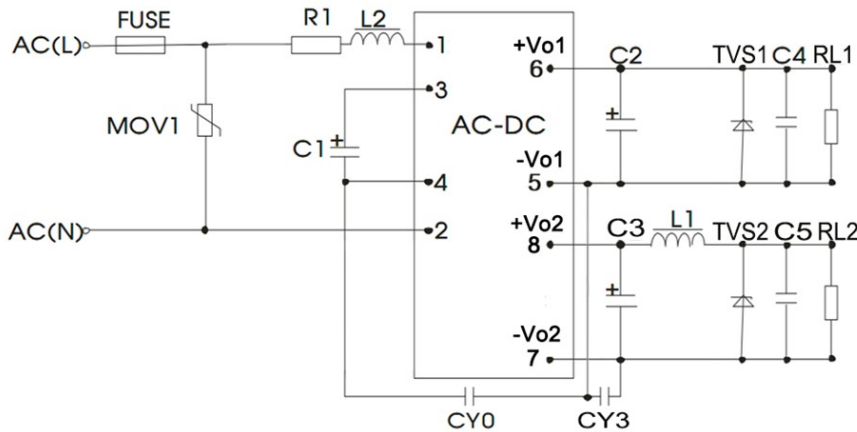 FUSE
R1
L2
AC(L)
1
+Vo1
6
C2
TVS1
C4
RL1
3
MOV1
C1
+
AC-DC
+
4
-Vo1
5
AC(N)
2
+Vo2
8
C3
L1
TVS2
C5
RL2
+
-Vo2
7
CY0
CY3